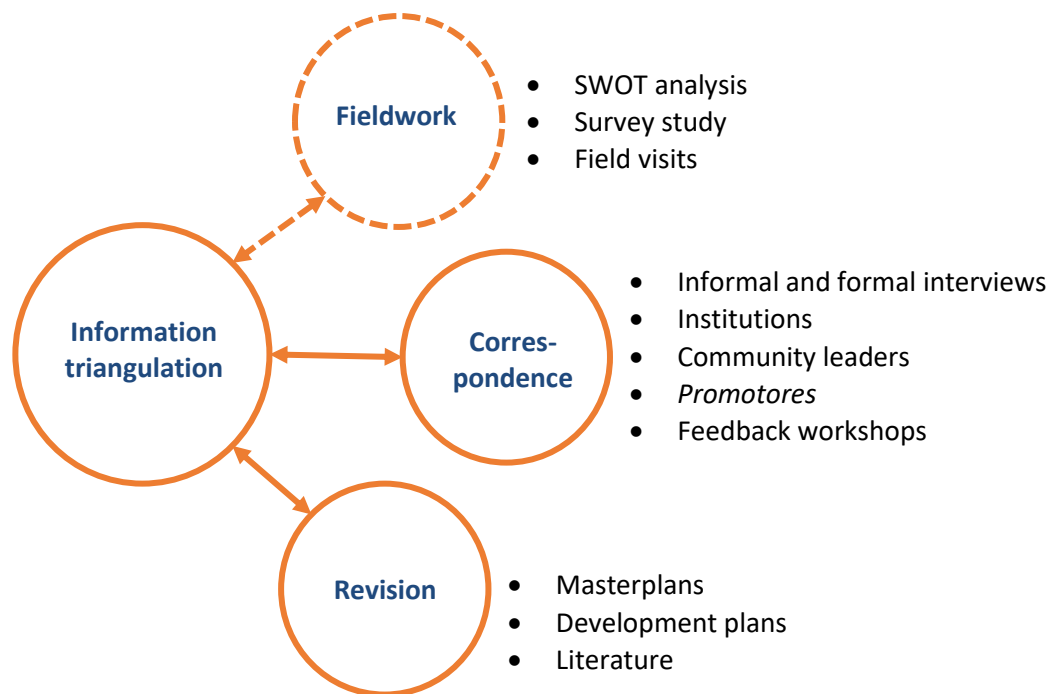 Fieldwork
• SWOT analysis
• Survey study
• Field visits
Information
triangulation
Corres-
pondence
• Informal and formal interviews
• Institutions
• Community leaders
• Promotores
• Feedback workshops
Revision
• Masterplans
• Development plans
• Literature